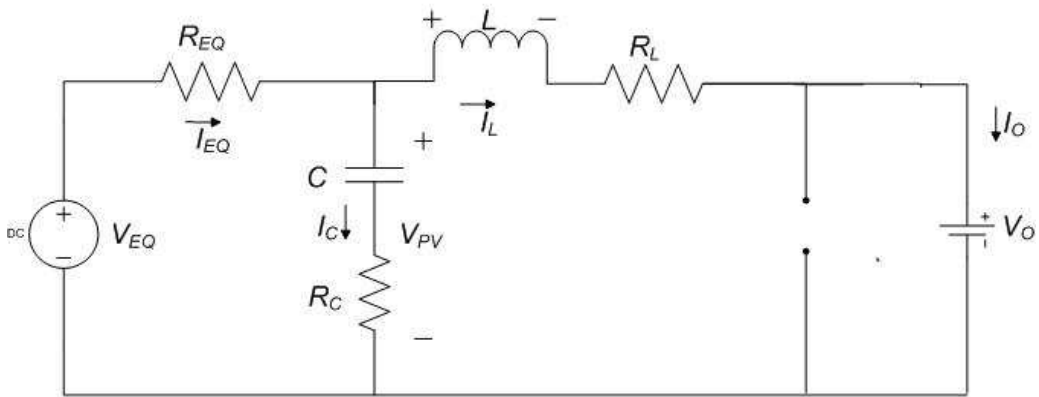 + L −
R_EQ
R_L
I_EQ
I_L
I_O
+
C
+
DC
V_EQ
−
I_C
V_PV
+
V_O
−
R_C
−